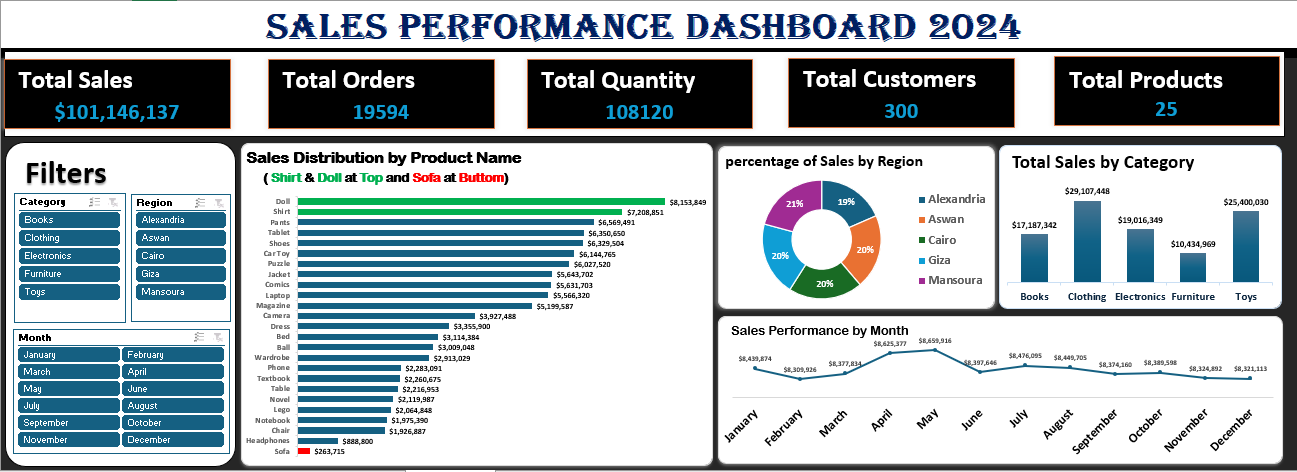 SALES PERFORMANCE DASHBOARD 2024
Total Sales
$101,146,137
Total Orders
19594
Total Quantity
108120
Total Customers
300
Total Products
25
Filters
Category
Books
Clothing
Electronics
Furniture
Toys
Region
Alexandria
Aswan
Cairo
Giza
Mansoura
Month
January
February
March
April
May
June
July
August
September
October
November
December
Sales Distribution by Product Name
( Shirt & Doll at Top and Sofa at Buttom)
Doll $8,153,849
Shirt $7,208,851
Pants $6,569,491
Tablet $6,350,650
Shoes $6,329,504
Car Toy $6,144,765
Puzzle $6,027,520
Jacket $5,643,702
Comics $5,631,703
Laptop $5,566,320
Magazine $5,199,587
Camera $3,927,488
Dress $3,355,900
Bed $3,114,384
Ball $3,009,048
Wardrobe $2,913,029
Phone $2,283,091
Textbook $2,260,675
Table $2,216,953
Novel $2,119,987
Lego $2,064,848
Notebook $1,975,390
Chair $1,926,887
Headphones $888,800
Sofa $263,715
percentage of Sales by Region
19%
20%
20%
20%
21%
Alexandria
Aswan
Cairo
Giza
Mansoura
Total Sales by Category
$17,187,342
$29,107,448
$19,016,349
$10,434,969
$25,400,030
Books Clothing Electronics Furniture Toys
Sales Performance by Month
$8,439,874
$8,309,926
$8,377,834
$8,625,377
$8,659,916
$8,397,646
$8,476,095
$8,449,705
$8,374,160
$8,389,598
$8,324,892
$8,321,113
January
February
March
April
May
June
July
August
September
October
November
December